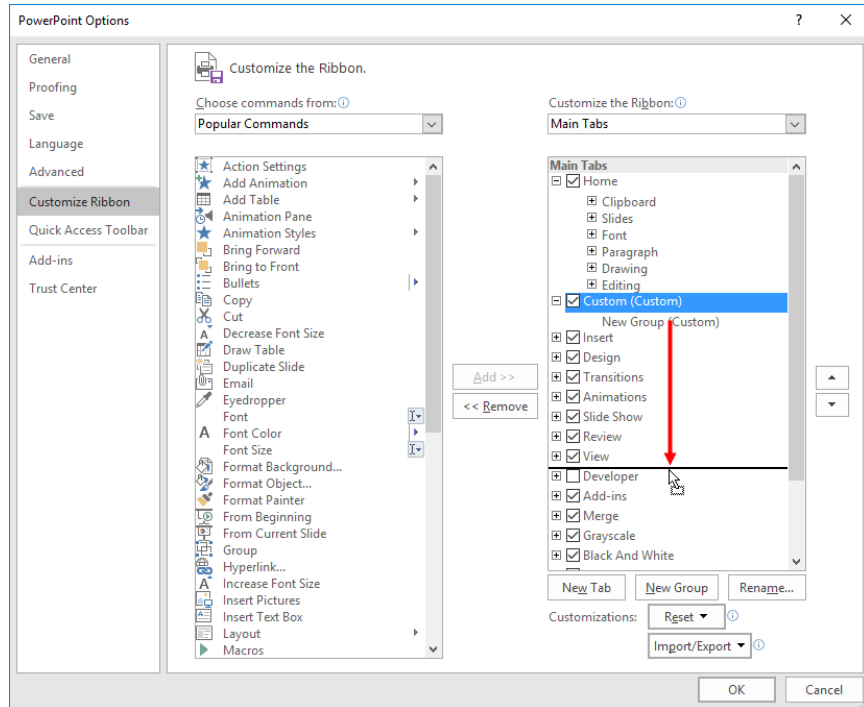 PowerPoint Options
? X
General
Proofing
Save
Language
Advanced
Customize Ribbon
Quick Access Toolbar
Add-ins
Trust Center
Customize the Ribbon.
Choose commands from:
Popular Commands
Action Settings
Add Animation
Add Table
Animation Pane
Animation Styles
Bring Forward
Bring to Front
Bullets
Copy
Cut
Decrease Font Size
Draw Table
Duplicate Slide
Email
Eyedropper
Font
Font Color
Font Size
Format Background...
Format Object...
Format Painter
From Beginning
From Current Slide
Group
Hyperlink...
Increase Font Size
Insert Pictures
Insert Text Box
Layout
Macros
Add >>
<< Remove
Customize the Ribbon:
Main Tabs
Main Tabs
Home
Clipboard
Slides
Font
Paragraph
Drawing
Editing
Custom (Custom)
New Group (Custom)
Insert
Design
Transitions
Animations
Slide Show
Review
View
Developer
Add-ins
Merge
Grayscale
Black And White
New Tab New Group Rename...
Customizations: Reset
Import/Export
OK Cancel